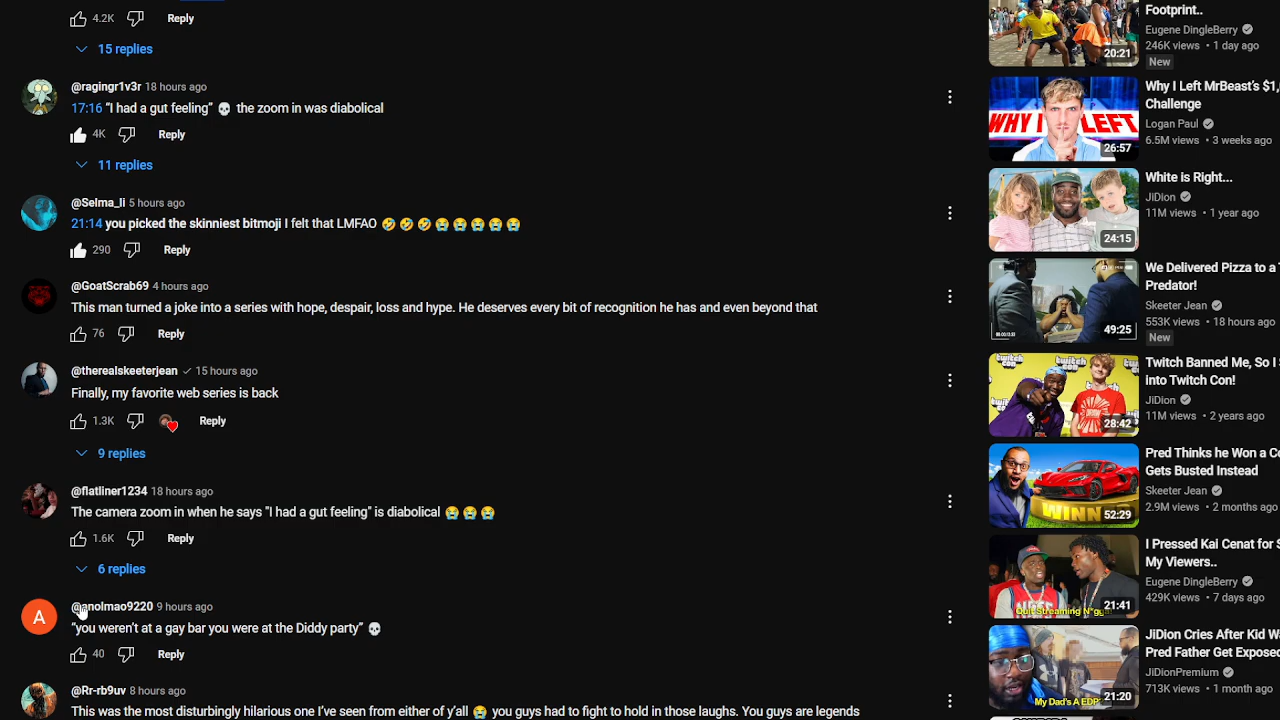 4.2K Reply
15 replies
@ragingr1v3r 18 hours ago
17:16 “I had a gut feeling” 💀 the zoom in was diabolical
4K Reply
11 replies
@Selma_li 5 hours ago
21:14 you picked the skinniest bitmoji I felt that LMFAO 🤣 🤣 🤣 😭 😭 😭 😭 😭
290 Reply
@GoatScrab69 4 hours ago
This man turned a joke into a series with hope, despair, loss and hype. He deserves every bit of recognition he has and even beyond that
76 Reply
@therealskeeterjean 15 hours ago
Finally, my favorite web series is back
1.3K Reply
9 replies
@flatliner1234 18 hours ago
The camera zoom in when he says "I had a gut feeling" is diabolical 😭 😭 😭
1.6K Reply
6 replies
A
@anolmao9220 9 hours ago
“you weren’t at a gay bar you were at the Diddy party” 💀
40 Reply
@Rr-rb9uv 8 hours ago
This was the most disturbingly hilarious
you guys had to fight to hold in those laughs. You guys
20:21
Footprint..
Eugene DingleBerry
246K views • 1 day ago
New
WHY I LEFT
26:57
Why I Left MrBeast’s $1,
Challenge
Logan Paul
6.5M views • 3 weeks ago
24:15
White is Right...
JiDion
11M views • 1 year ago
49:25
We Delivered Pizza to a
Predator!
Skeeter Jean
553K views • 18 hours ago
New
twitch con
twitch con
28:42
Twitch Banned Me, So I
Into Twitch Con!
JiDion
11M views • 2 years ago
WINN
52:29
Pred Thinks he Won a
Gets Busted Instead
Skeeter Jean
2.9M views • 2 months ago
Quit Streaming N*gg
21:41
I Pressed Kai Cenat for
My Viewers..
Eugene DingleBerry
429K views • 7 days ago
My Dad's A EDP
21:20
JiDion Cries After Kid
Pred Father Get Exposed
JiDionPremium
713K views • 1 month ago